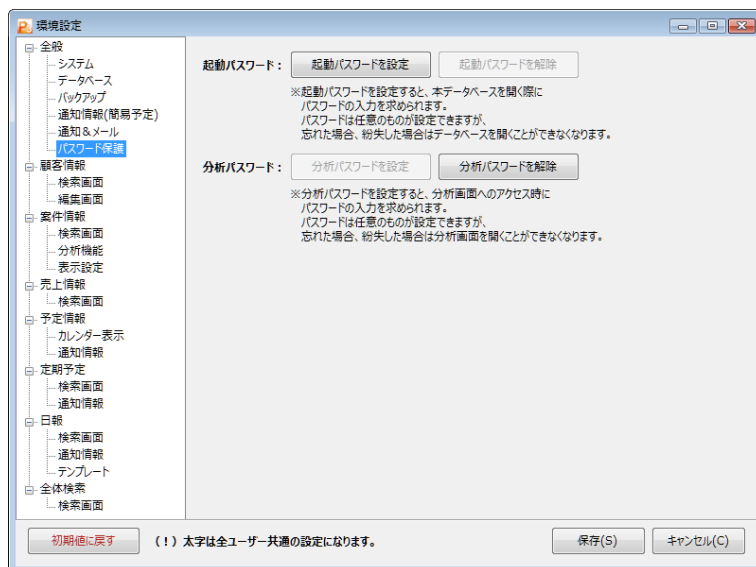 環境設定
全般
システム
データベース
バックアップ
通知情報(簡易予定)
通知&メール
パスワード保護
顧客情報
検索画面
編集画面
案件情報
検索画面
分析機能
表示設定
売上情報
検索画面
予定情報
カレンダー表示
通知情報
定期予定
検索画面
通知情報
日報
検索画面
通知情報
テンプレート
全体検索
検索画面
起動パスワード: 起動パスワードを設定 起動パスワードを解除
※起動パスワードを設定すると、本データベースを開く際に
パスワードの入力を求められます。
パスワードは任意のものが設定できますが、
忘れた場合、紛失した場合はデータベースを開くことができなくなります。
分析パスワード: 分析パスワードを設定 分析パスワードを解除
※分析パスワードを設定すると、分析画面へのアクセス時に
パスワードの入力を求められます。
パスワードは任意のものが設定できますが、
忘れた場合、紛失した場合は分析画面を開くことができなくなります。
初期値に戻す (!)太字は全ユーザー共通の設定になります。 保存(S) キャンセル(C)